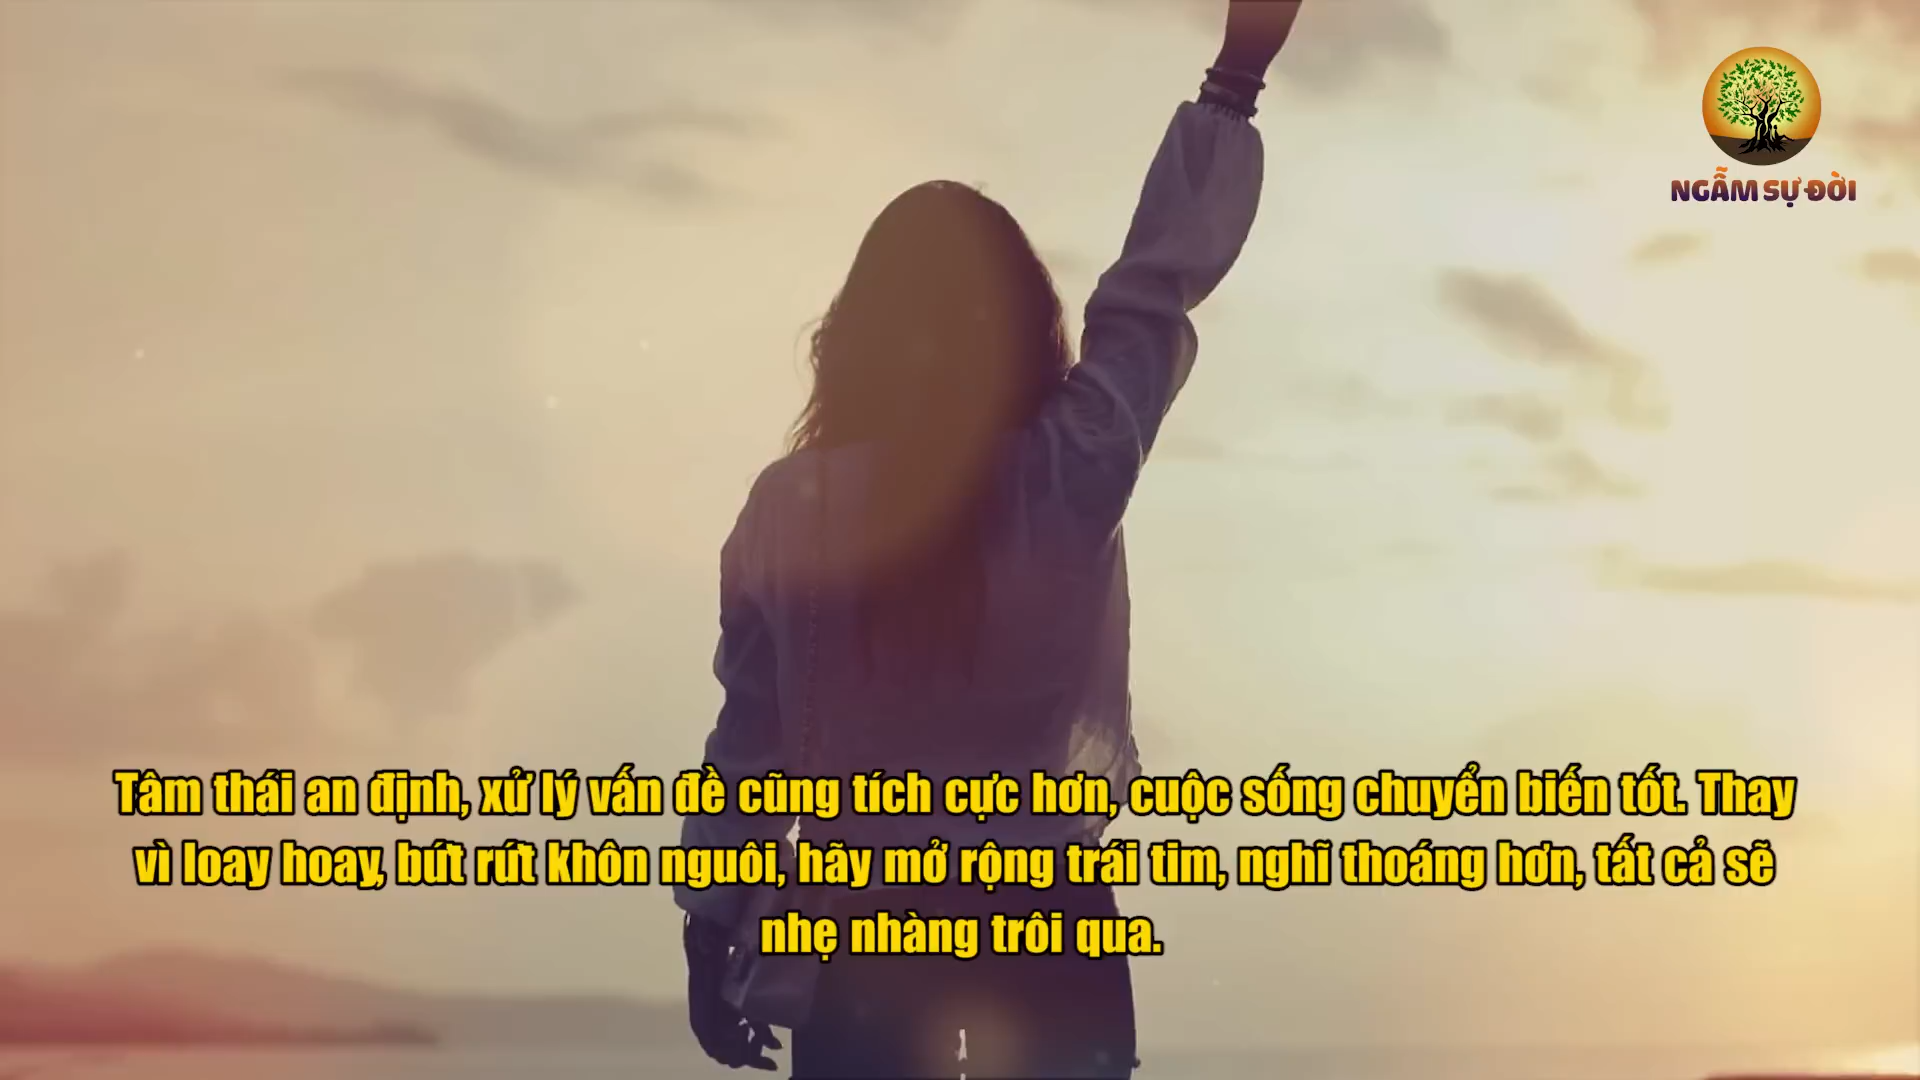 NGẪM SỰ ĐỜI
Tâm thái an định, xử lý vấn đề cũng tích cực hơn, cuộc sống chuyển biến tốt. Thay
vì loay hoay, bứt rứt khôn nguôi, hãy mở rộng trái tim, nghĩ thoáng hơn, tất cả sẽ
nhẹ nhàng trôi qua.